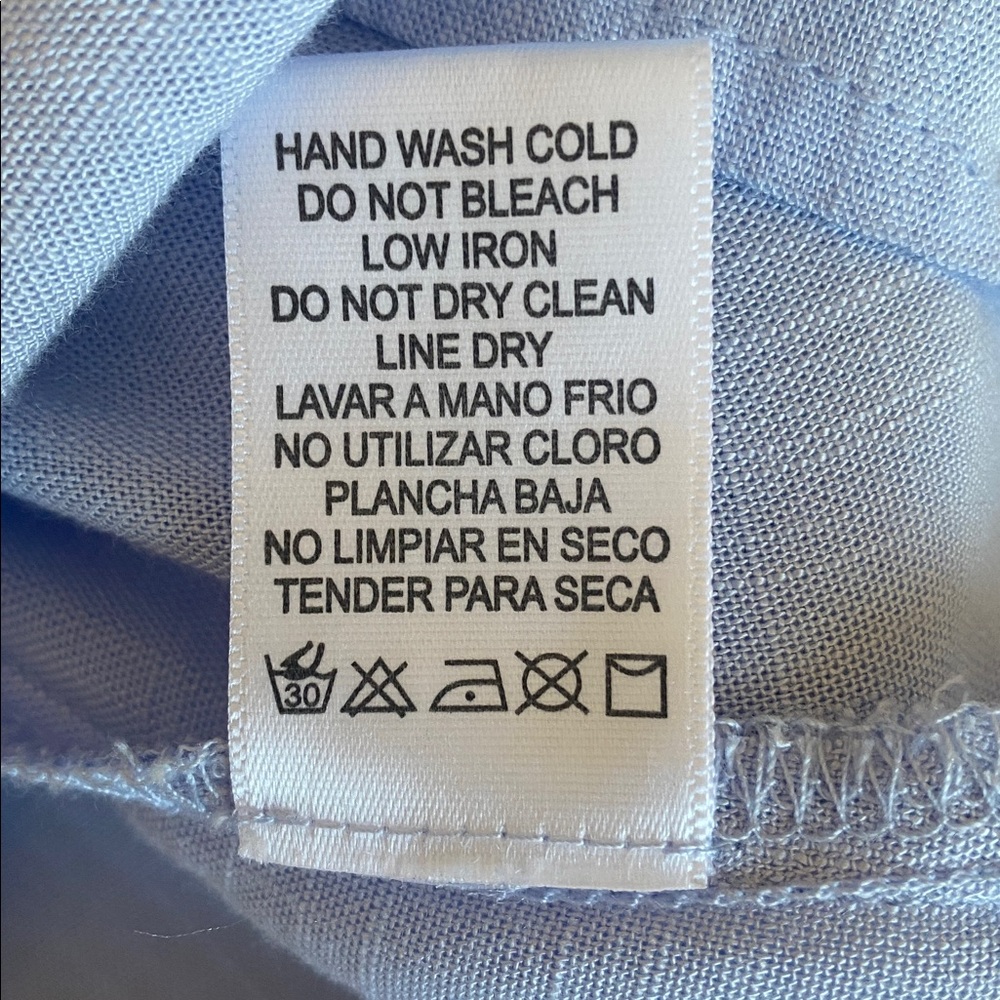 HAND WASH COLD
DO NOT BLEACH
LOW IRON
DO NOT DRY CLEAN
LINE DRY
LAVAR A MANO FRIO
NO UTILIZAR CLORO
PLANCHA BAJA
NO LIMPIAR EN SECO
TENDER PARA SECA
30